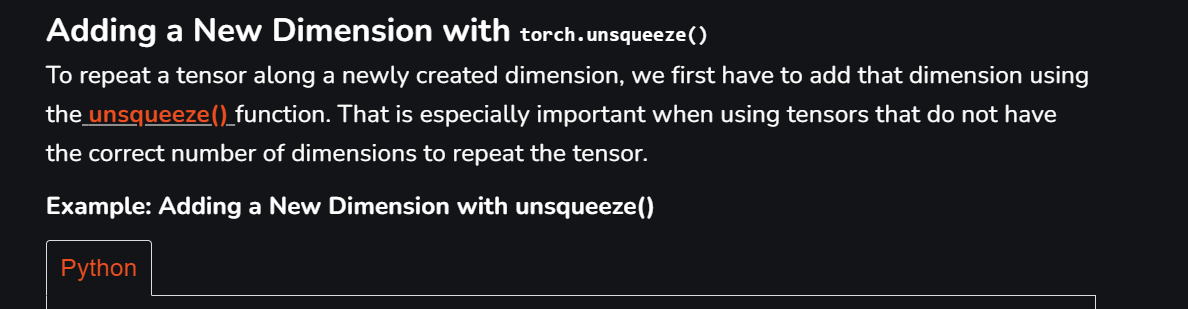 Adding a New Dimension with torch.unsqueeze()
To repeat a tensor along a newly created dimension, we first have to add that dimension using
the unsqueeze() function. That is especially important when using tensors that do not have
the correct number of dimensions to repeat the tensor.
Example: Adding a New Dimension with unsqueeze()
Python